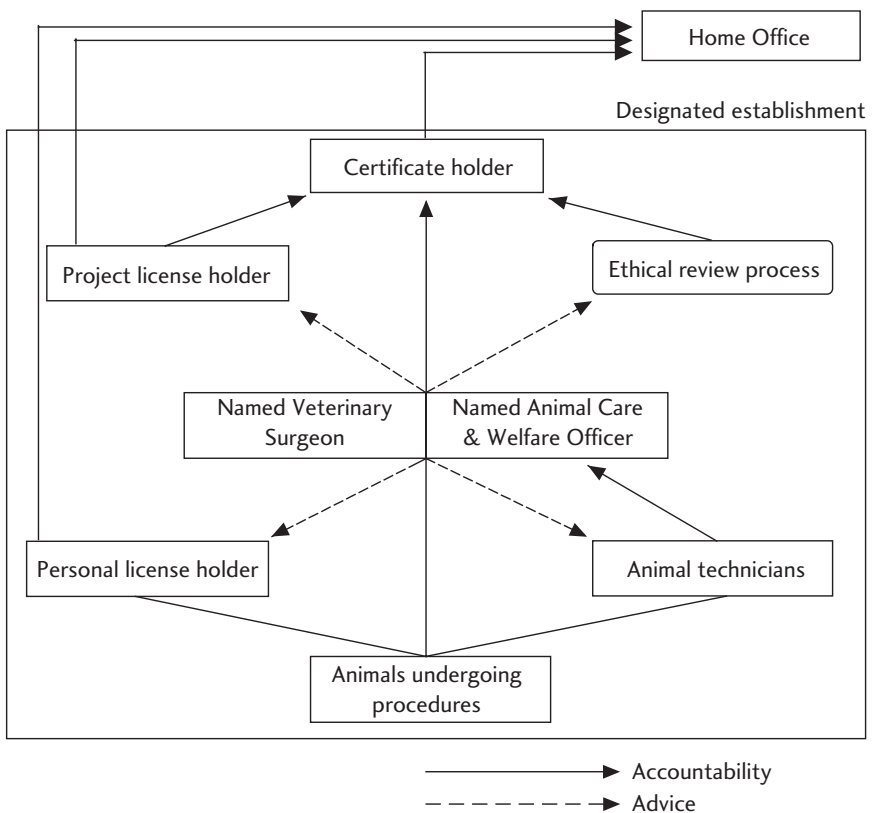 Home Office
Designated establishment
Certificate holder
Project license holder
Ethical review process
Named Veterinary
Surgeon
Named Animal Care
& Welfare Officer
Personal license holder
Animal technicians
Animals undergoing
procedures
Accountability
Advice